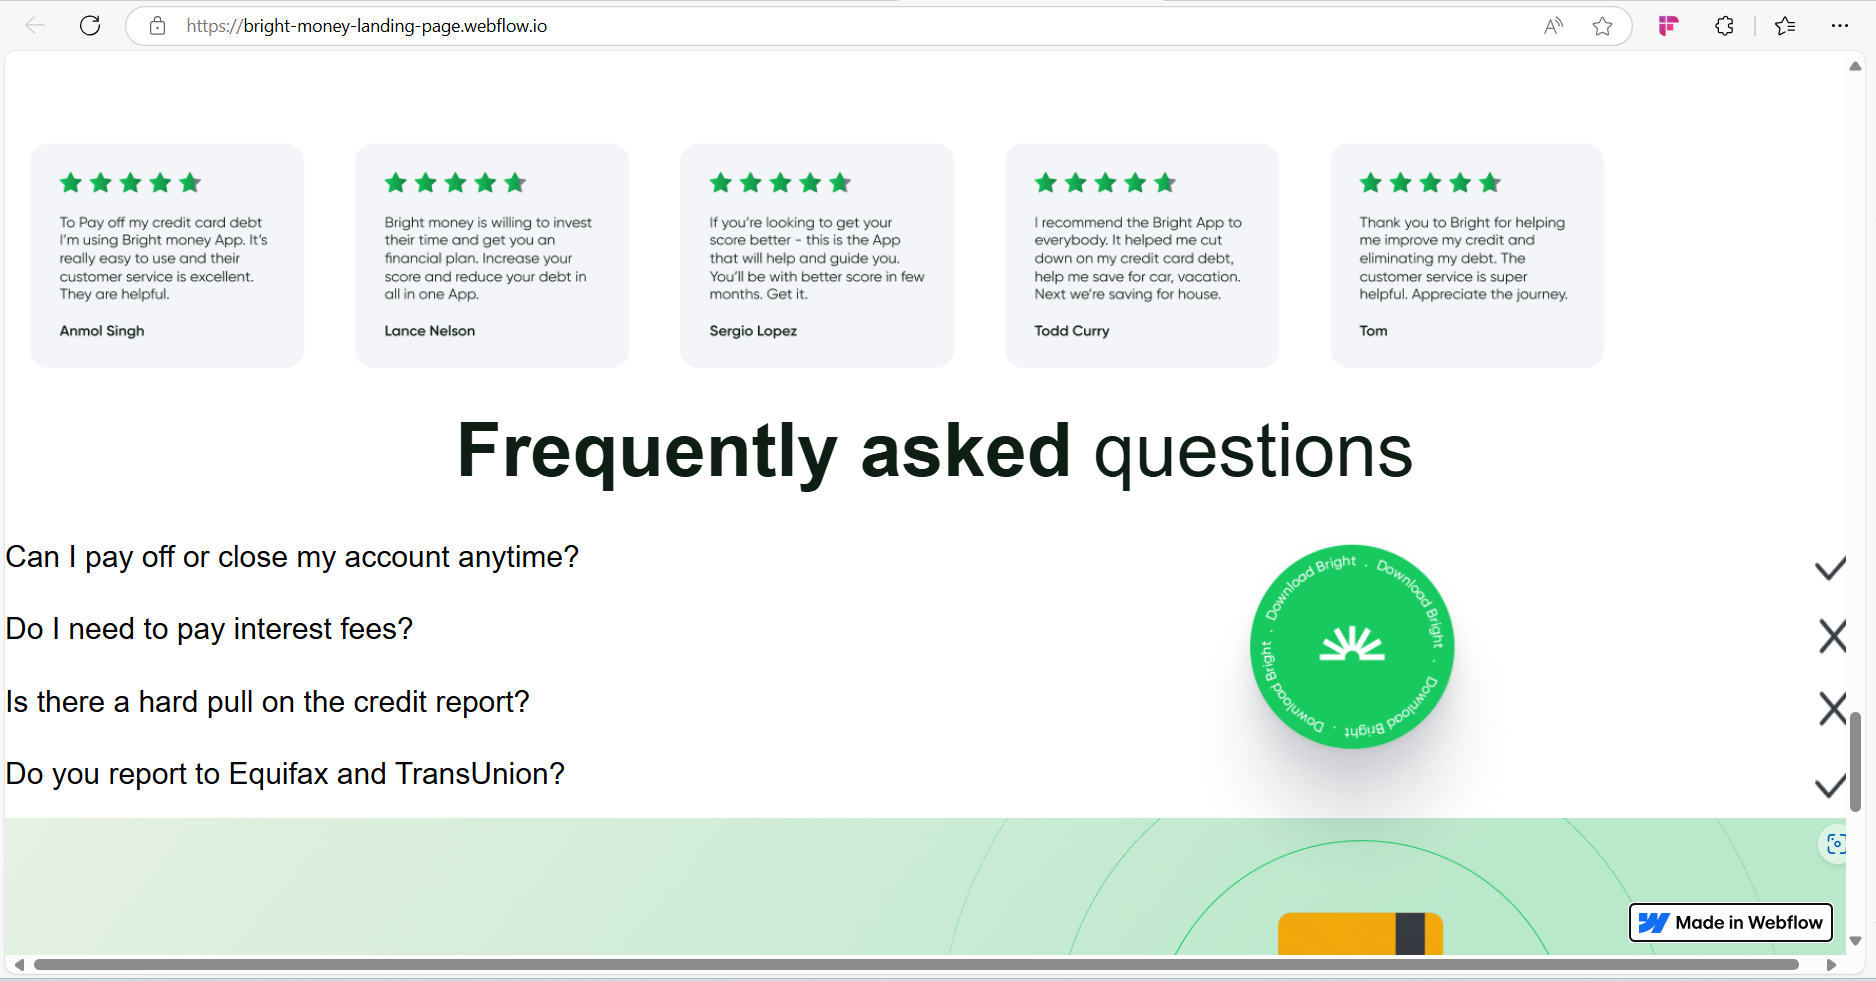 https://bright-money-landing-page.webflow.io
To Pay off my credit card debt
I'm using Bright money App. It's
really easy to use and their
customer service is excellent.
They are helpful.
Anmol Singh
Bright money is willing to invest
their time and get you an
financial plan. Increase your
score and reduce your debt in
all in one App.
Lance Nelson
If you're looking to get your
score better - this is the App
that will help and guide you.
You'll be with better score in few
months. Get it.
Sergio Lopez
I recommend the Bright App to
everybody. It helped me cut
down on my credit card debt,
help me save for car, vacation.
Next we're saving for house.
Todd Curry
Thank you to Bright for helping
me improve my credit and
eliminating my debt. The
customer service is super
helpful. Appreciate the journey.
Tom
Frequently asked questions
Can I pay off or close my account anytime?
Do I need to pay interest fees?
Is there a hard pull on the credit report?
Do you report to Equifax and TransUnion?
Download Bright . Download Bright . Download Bright . Download Bright .
Made in Webflow